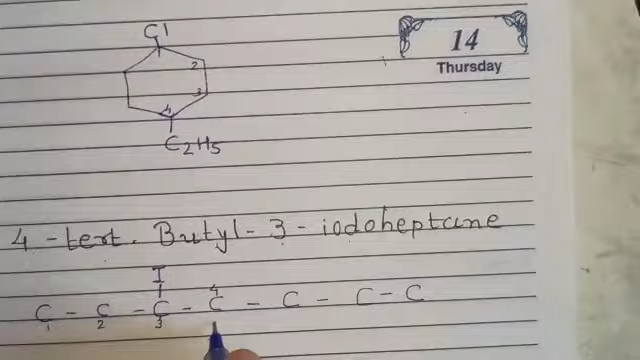 14
Thursday
Cl
2
3
4
C2H5
4-tert. Butyl-3-iodoheptane
I
4
C - C - C - C - C - C - C
1 2 3